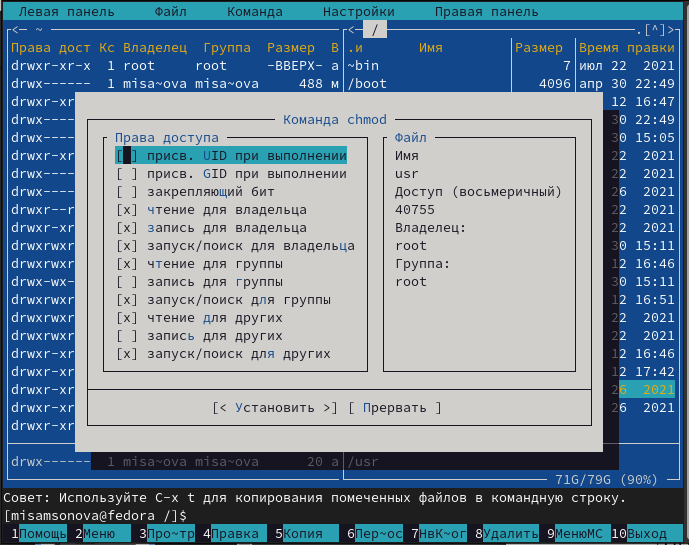 Левая панель Файл Команда Настройки Правая панель
<— ~ <— / .[^]>
Права дост Кс Владелец Группа Размер В .и Имя Размер Время правки
drwxr-xr-x 1 root root -ВВЕРХ- а ~bin 7 июл 22 2021
drwx------ 1 misa~ova misa~ova 488 м /boot 4096 апр 30 22:49
drwxr-xr 12 16:47
drwx---- Команда chmod 30 22:49
drwx---- Права доступа Файл 30 15:05
drwxr-xr [ ] присв. UID при выполнении Имя 22 2021
drwx---- [ ] присв. GID при выполнении usr 22 2021
drwx---- [ ] закрепляющий бит Доступ (восьмеричный) 26 2021
drwxr--r [x] чтение для владельца 40755 22 2021
drwxr-xr [x] запись для владельца Владелец: 22 2021
drwxrwxr [x] запуск/поиск для владельца root 30 15:11
drwxr-xr [x] чтение для группы Группа: 12 16:46
drwx-wx- [ ] запись для группы root 30 15:11
drwxrwxr [x] запуск/поиск для группы 12 16:51
drwxrwxr [x] чтение для других 22 2021
drwxr-xr [ ] запись для других 12 16:46
drwxr-xr [x] запуск/поиск для других 12 17:42
drwxr-xr 26 2021
drwxr-xr [< Установить >] [ Прервать ] 26 2021
drwxr-xr
drwx------ 1 misa~ova misa~ova 20 а /usr
71G/79G (90%)
Совет: Используйте C-x t для копирования помеченных файлов в командную строку.
[misamsonova@fedora /]$
1Помощь 2Меню 3Про~тр 4Правка 5Копия 6Пер~ос 7НвК~ог 8Удалить 9МенюMC 10Выход